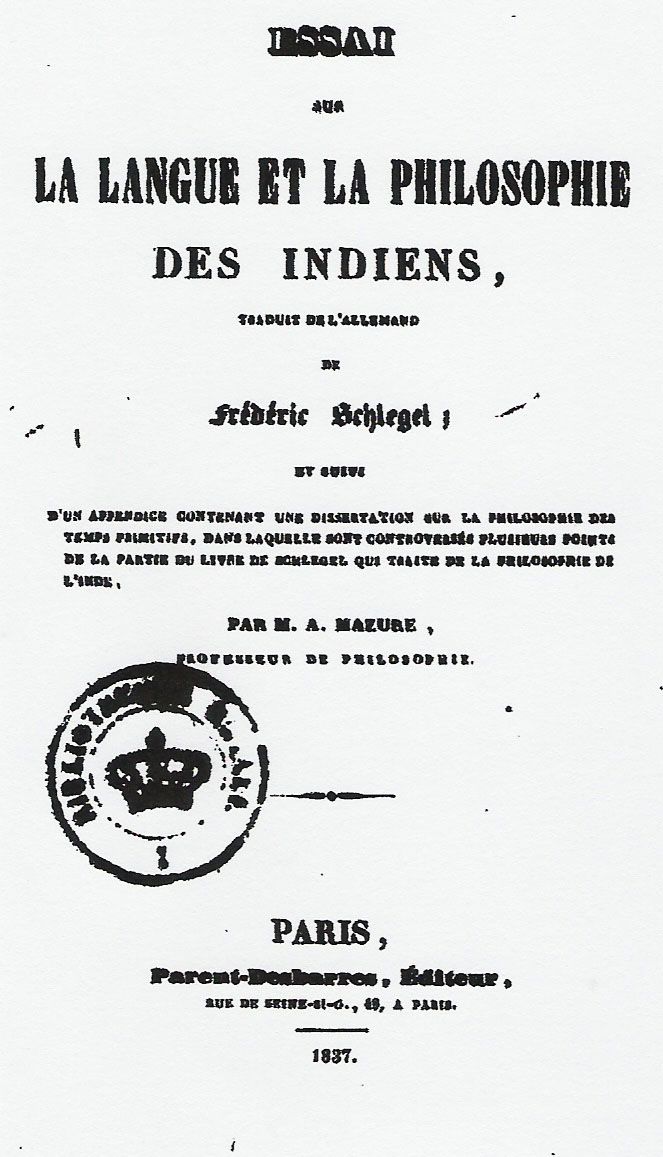 ESSAI
SUR
LA LANGUE ET LA PHILOSOPHIE
DES INDIENS,
TRADUIT DE L'ALLEMAND
DE
Frédéric Schlegel ;
ET SUIVI
D'UN APPENDICE CONTENANT UNE DISSERTATION SUR LA PHILOSOPHIE DES
TEMPS PRIMITIFS, DANS LAQUELLE SONT CONTROVERSÉS PLUSIEURS POINTS
DE LA PARTIE DU LIVRE DE SCHLEGEL QUI TRAITE DE LA PHILOSOPHIE DE
L'INDE,
PAR M. A. MAZURE,
PROFESSEUR DE PHILOSOPHIE.
PARIS,
Parent-Desbarres, Éditeur,
RUE DE SEINE-St-G., 48, A PARIS.
1837.